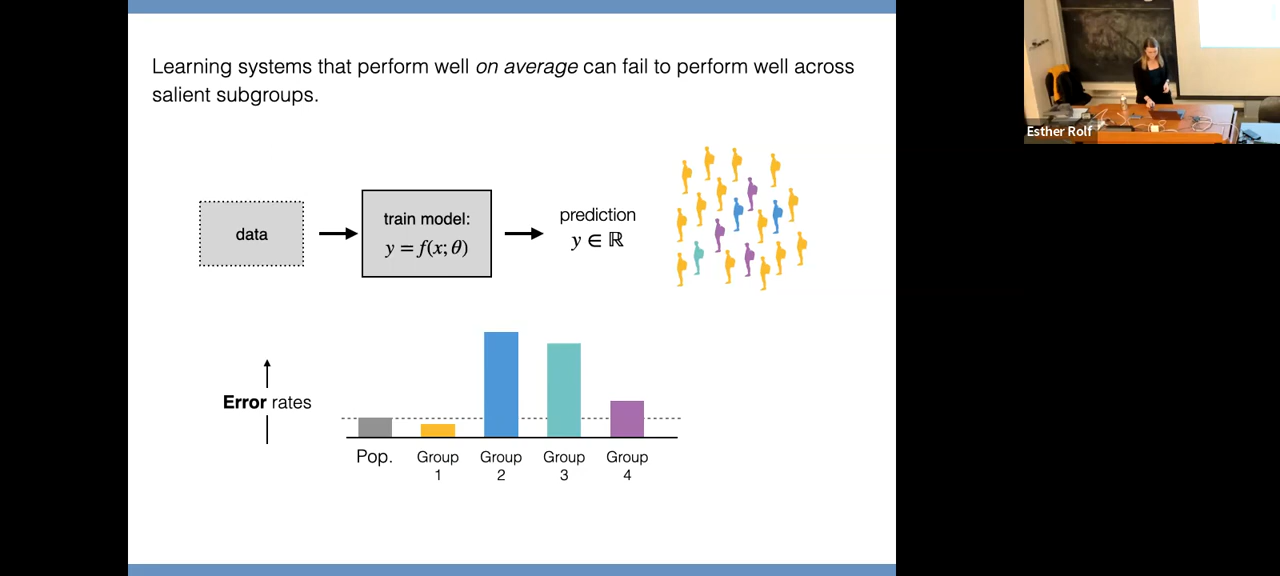 Learning systems that perform well on average can fail to perform well across
salient subgroups.
data
train model:
y = f(x; θ)
prediction
y ∈ ℝ
Error rates
Pop.
Group
1
Group
2
Group
3
Group
4
Esther Rolf